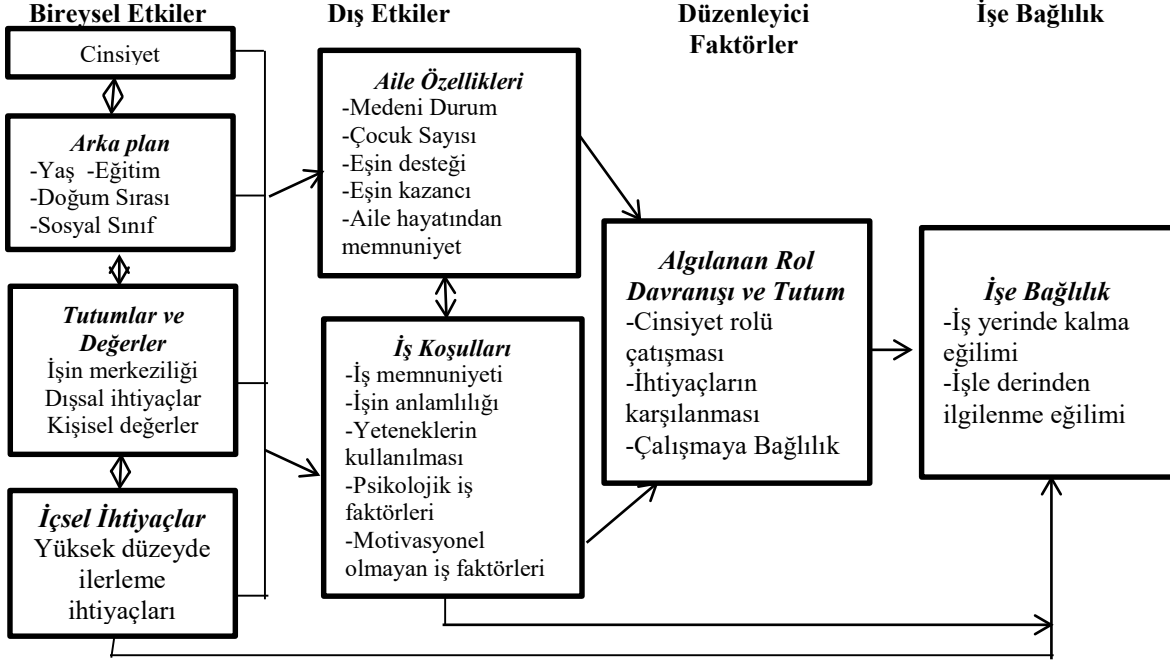 Bireysel Etkiler
Cinsiyet
Arka plan
-Yaş -Eğitim
-Doğum Sırası
-Sosyal Sınıf
Tutumlar ve
Değerler
İşin merkeziliği
Dışsal ihtiyaçlar
Kişisel değerler
İçsel İhtiyaçlar
Yüksek düzeyde
ilerleme
ihtiyaçları
Dış Etkiler
Aile Özellikleri
-Medeni Durum
-Çocuk Sayısı
-Eşin desteği
-Eşin kazancı
-Aile hayatından
memnuniyet
İş Koşulları
-İş memnuniyeti
-İşin anlamlılığı
-Yeteneklerin
kullanılması
-Psikolojik iş
faktörleri
-Motivasyonel
olmayan iş faktörleri
Düzenleyici
Faktörler
Algılanan Rol
Davranışı ve Tutum
-Cinsiyet rolü
çatışması
-İhtiyaçların
karşılanması
-Çalışmaya Bağlılık
İşe Bağlılık
İşe Bağlılık
-İş yerinde kalma
eğilimi
-İşle derinden
ilgilenme eğilimi